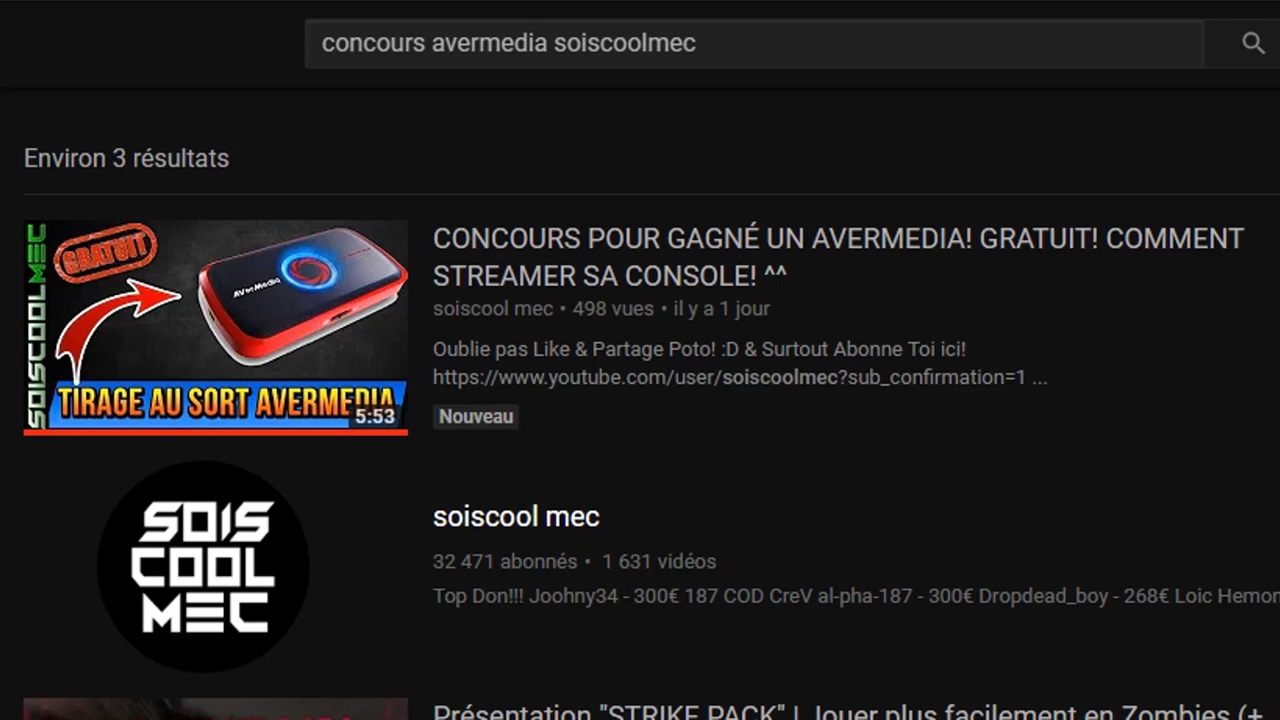 concours avermedia soiscoolmec
Environ 3 résultats
SOISCOOLMEC
GRATUIT
AVerMedia
TIRAGE AU SORT AVERMEDIA
5:53
CONCOURS POUR GAGNÉ UN AVERMEDIA! GRATUIT! COMMENT
STREAMER SA CONSOLE! ^^
soiscool mec • 498 vues • il y a 1 jour
Oublie pas Like & Partage Poto! :D & Surtout Abonne Toi ici!
https://www.youtube.com/user/soiscoolmec?sub_confirmation=1 ...
Nouveau
SOIS
COOL
MEC
soiscool mec
32 471 abonnés • 1 631 vidéos
Top Don!!! Joohny34 - 300€ 187 COD CreV al-pha-187 - 300€ Dropdead_boy - 268€ Loic Hemon
Présentation "STRIKE PACK" | Jouer plus facilement en Zombies (+